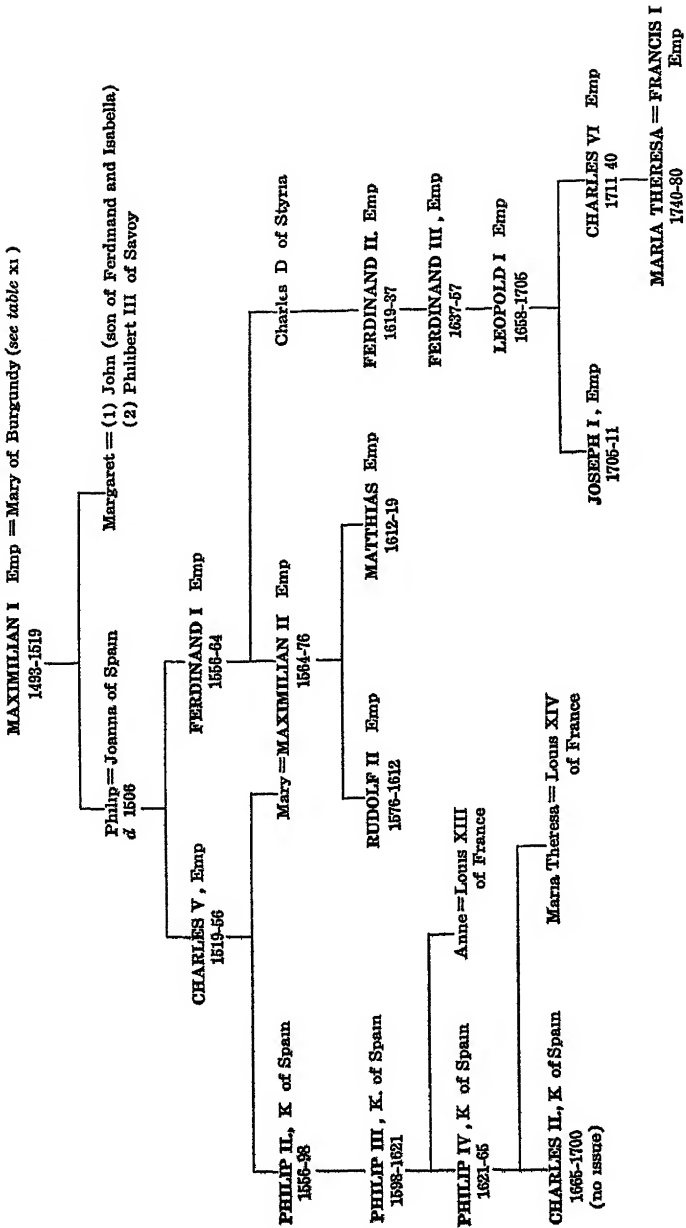 MAXIMILIAN I Emp = Mary of Burgundy (see table XI)
1493-1519
Philip = Joanna of Spain
d 1506
Margaret = (1) John (son of Ferdinand and Isabella)
(2) Philibert III of Savoy
CHARLES V, Emp
1519-56
FERDINAND I Emp
1556-64
PHILIP II, K of Spain
1556-98
Mary = MAXIMILIAN II Emp
1564-76
Charles D of Styria
PHILIP III, K. of Spain
1598-1621
RUDOLF II Emp
1576-1612
MATTHIAS Emp
1612-19
FERDINAND II. Emp
1619-37
PHILIP IV, K of Spain
1621-65
Anne = Louis XIII
of France
FERDINAND III, Emp
1637-57
CHARLES II, K of Spain
1665-1700
(no issue)
Maria Theresa = Louis XIV
of France
LEOPOLD I Emp
1658-1705
JOSEPH I, Emp
1705-11
CHARLES VI Emp
1711 40
MARIA THERESA = FRANCIS I
1740-80
Emp